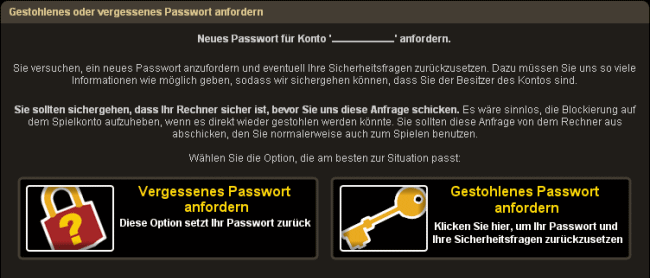 Gestohlenes oder vergessenes Passwort anfordern
Neues Passwort für Konto '' anfordern.
Sie versuchen, ein neues Passwort anzufordern und eventuell Ihre Sicherheitsfragen zurückzusetzen. Dazu müssen Sie uns so viele
Informationen wie möglich geben, sodass wir sichergehen können, dass Sie der Besitzer des Kontos sind.
Sie sollten sichergehen, dass Ihr Rechner sicher ist, bevor Sie uns diese Anfrage schicken. Es wäre sinnlos, die Blockierung auf
dem Spielkonto aufzuheben, wenn es direkt wieder gestohlen werden könnte. Sie sollten diese Anfrage von dem Rechner aus
abschicken, den Sie normalerweise auch zum Spielen benutzen.
Wählen Sie die Option, die am besten zur Situation passt:
?
Vergessenes Passwort
anfordern
Diese Option setzt Ihr Passwort zurück
Gestohlenes Passwort
anfordern
Klicken Sie hier, um Ihr Passwort und
Ihre Sicherheitsfragen zurückzusetzen